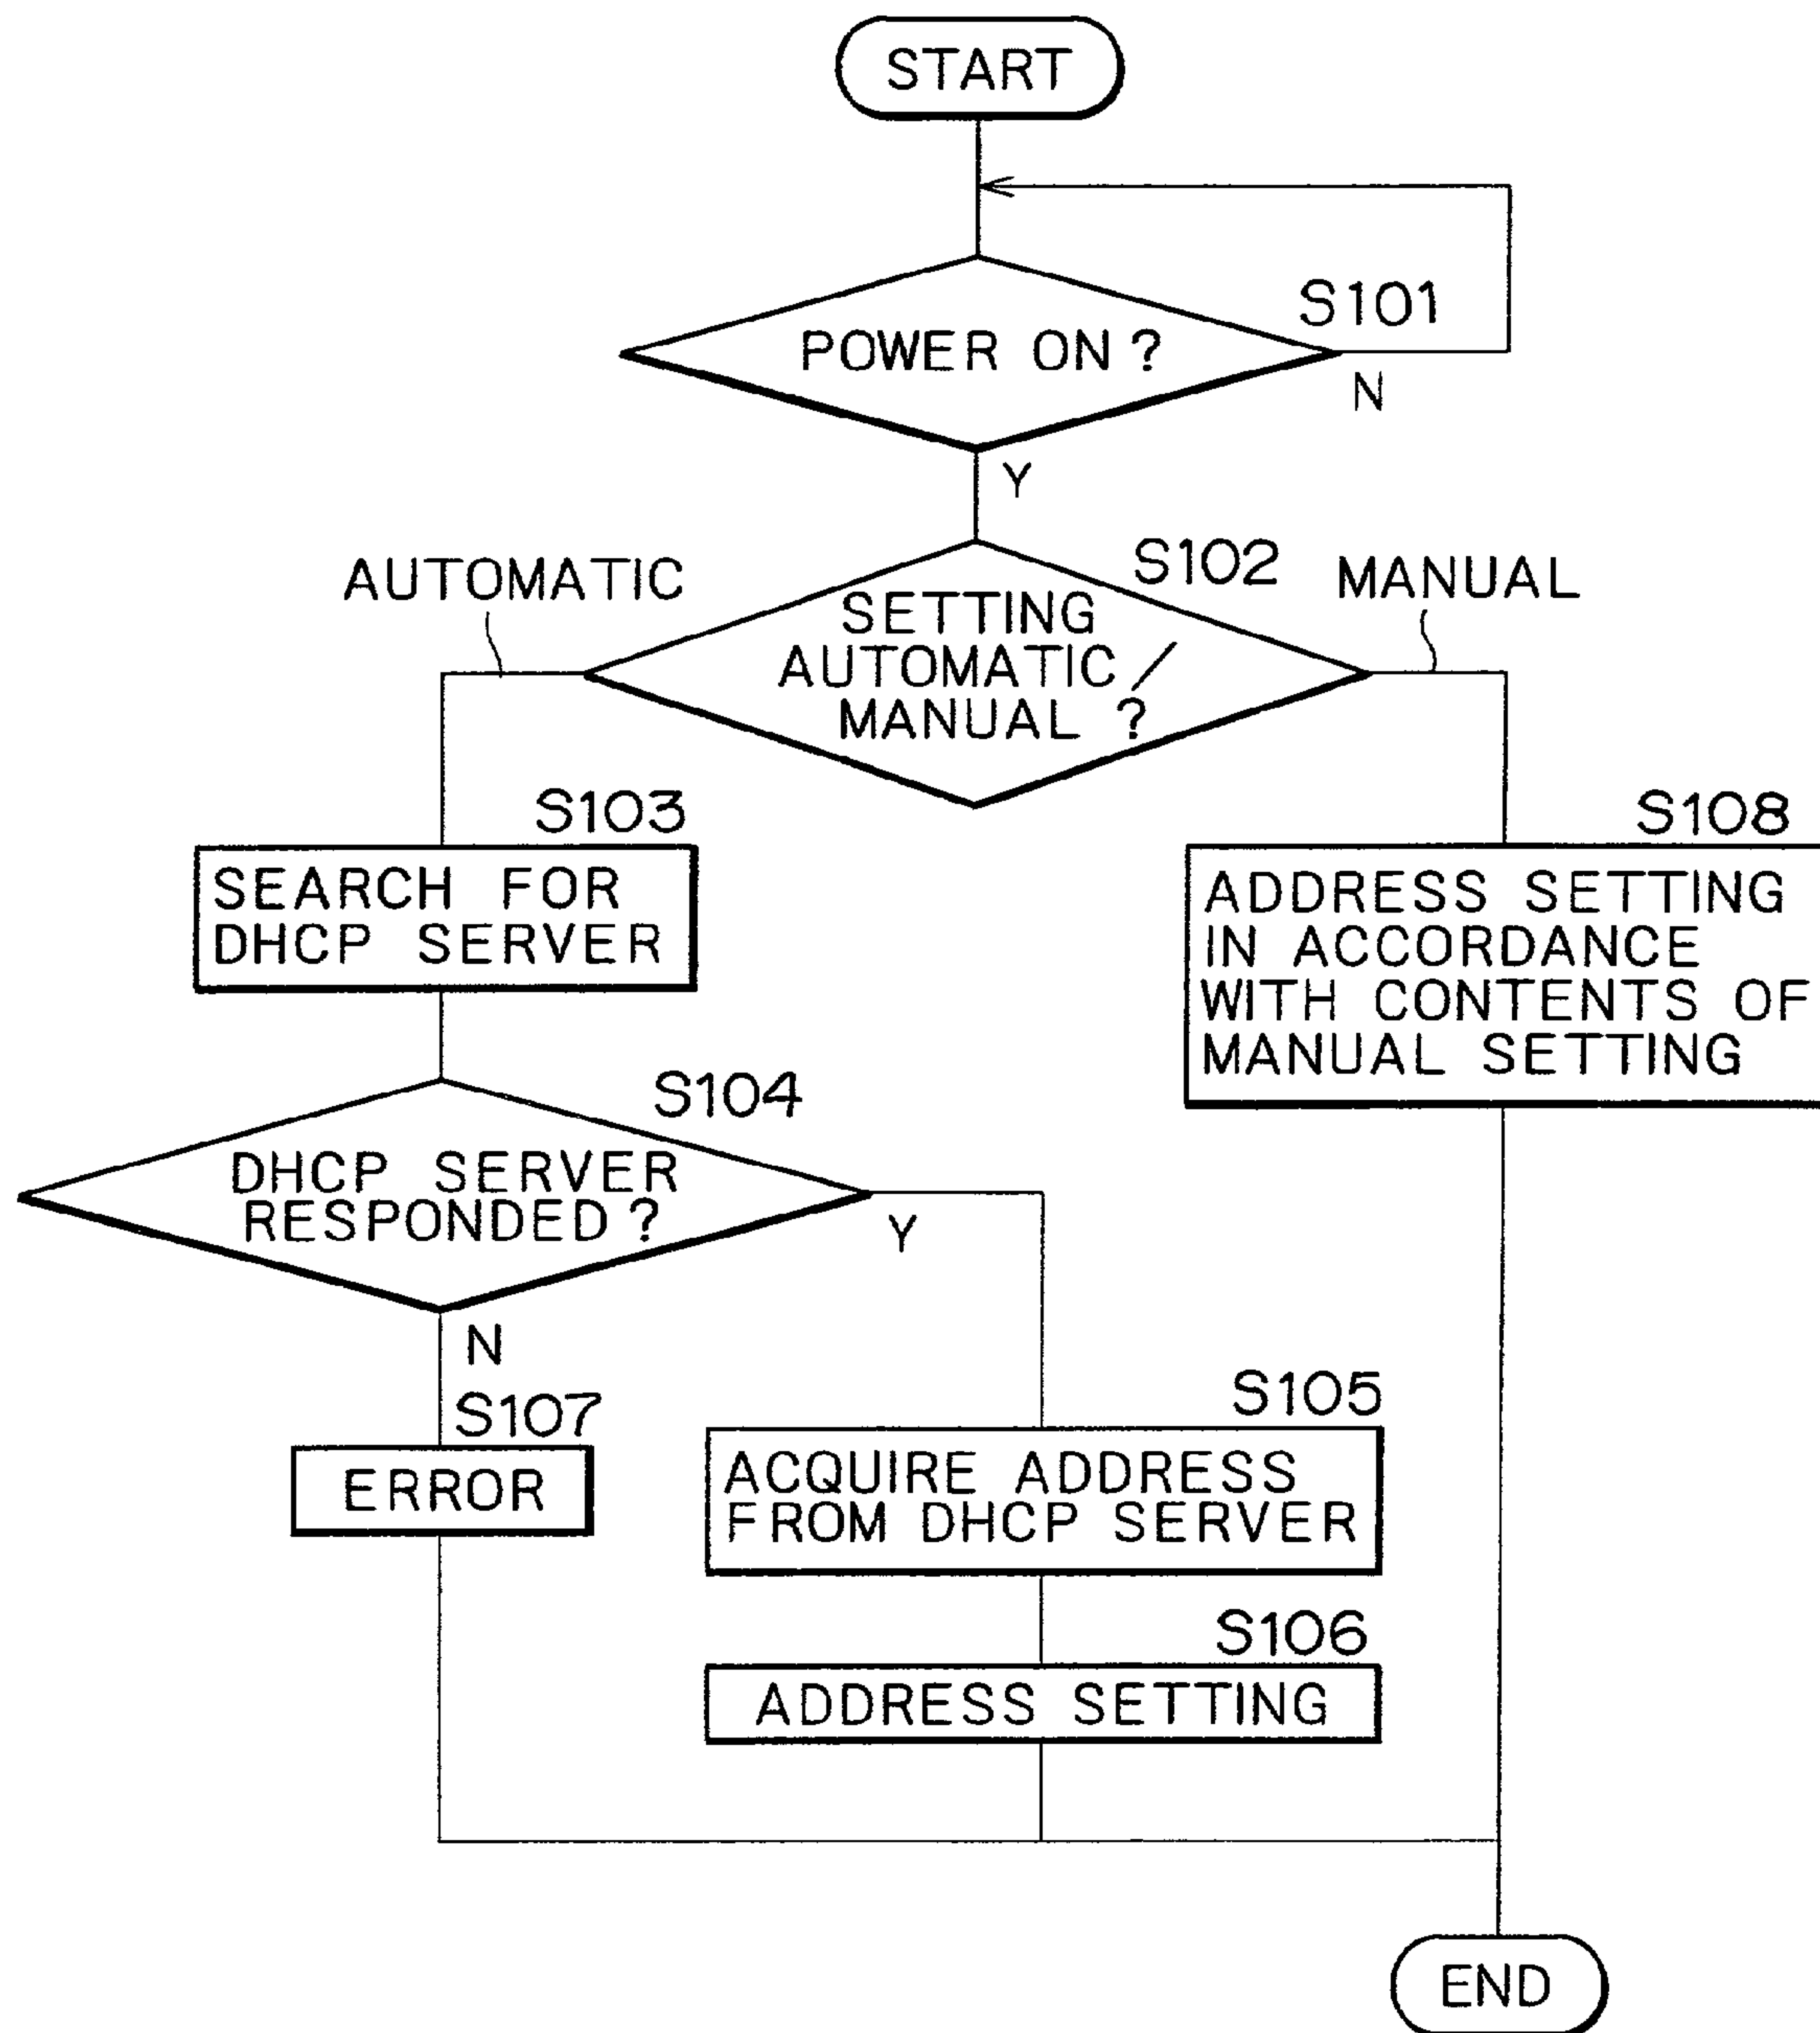 START
S101
POWER ON ?
N
Y
S102
AUTOMATIC
MANUAL
SETTING
AUTOMATIC /
MANUAL ?
S103
SEARCH FOR
DHCP SERVER
S108
ADDRESS SETTING
IN ACCORDANCE
WITH CONTENTS OF
MANUAL SETTING
S104
DHCP SERVER
RESPONDED ?
Y
N
S107
ERROR
S105
ACQUIRE ADDRESS
FROM DHCP SERVER
S106
ADDRESS SETTING
END